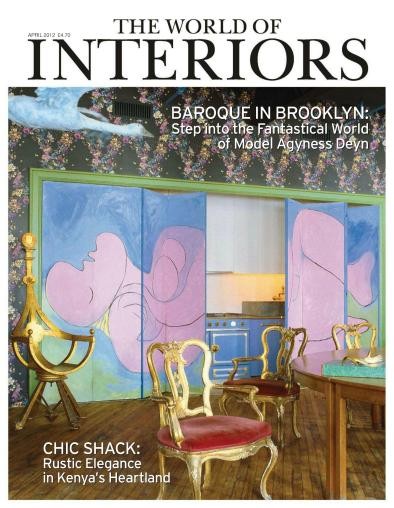 THE WORLD OF
APRIL 2012 £4.70
INTERIORS
BAROQUE IN BROOKLYN:
Step into the Fantastical World
of Model Agyness Deyn
CHIC SHACK:
Rustic Elegance
in Kenya's Heartland